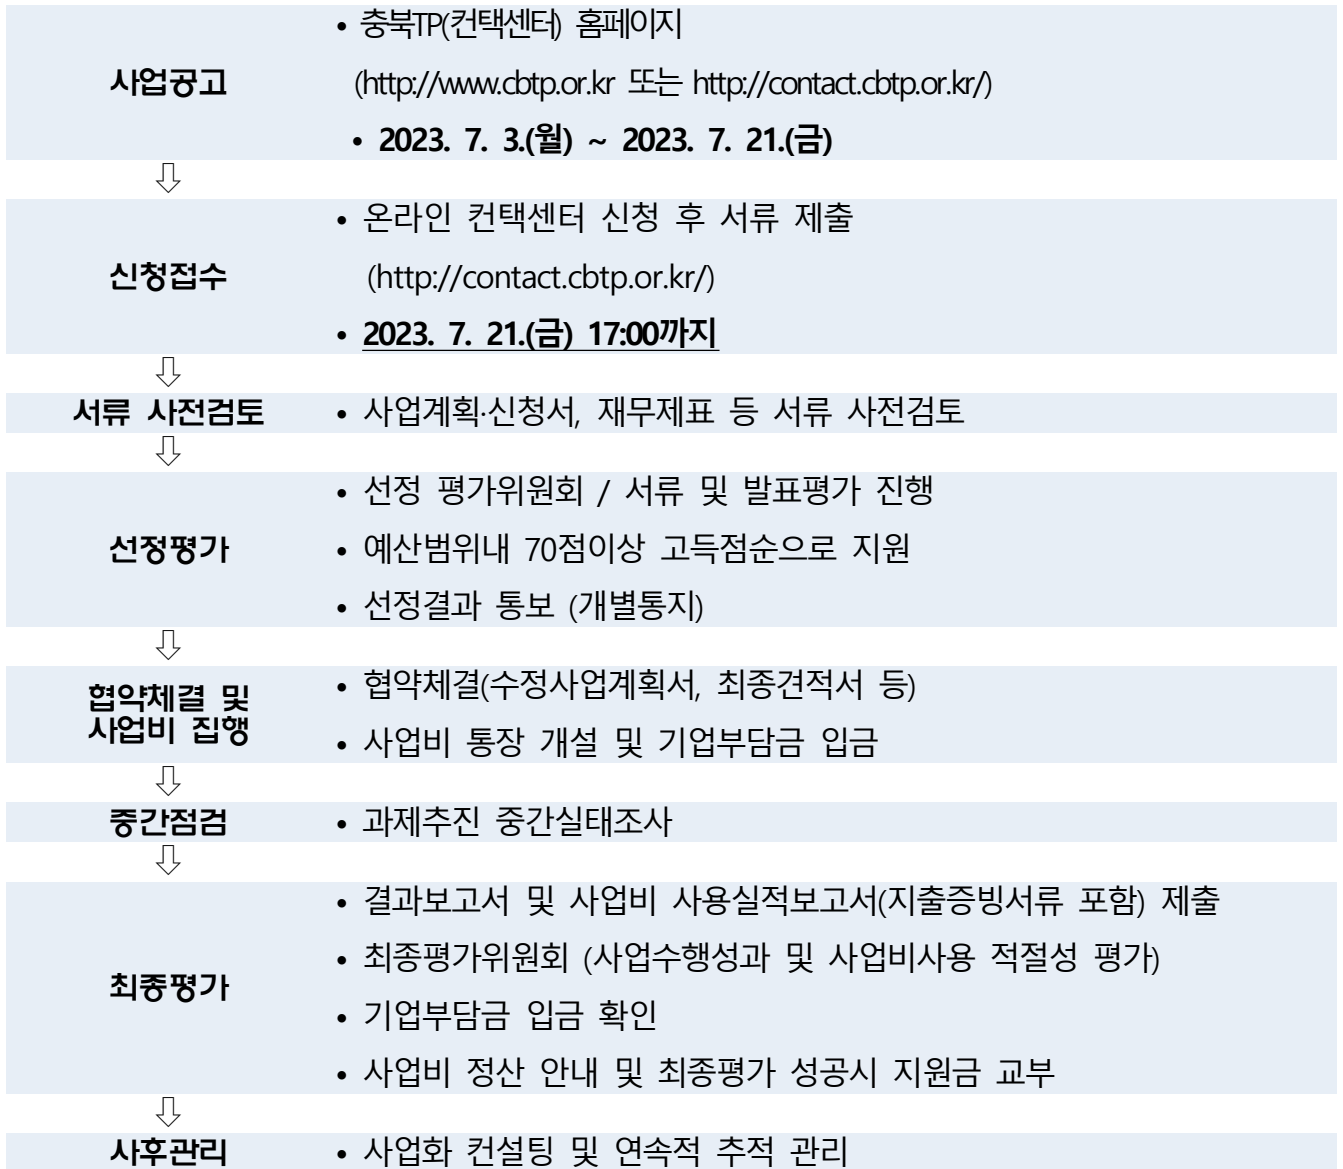 사업공고
• 충북TP(컨택센터) 홈페이지
(http://www.cbtp.or.kr 또는 http://contact.cbtp.or.kr/)
• 2023. 7. 3.(월) ~ 2023. 7. 21.(금)
⇩
신청접수
• 온라인 컨택센터 신청 후 서류 제출
(http://contact.cbtp.or.kr/)
• 2023. 7. 21.(금) 17:00까지
⇩
서류 사전검토
• 사업계획·신청서, 재무제표 등 서류 사전검토
⇩
선정평가
• 선정 평가위원회 / 서류 및 발표평가 진행
• 예산범위내 70점이상 고득점순으로 지원
• 선정결과 통보 (개별통지)
⇩
협약체결 및
사업비 집행
• 협약체결(수정사업계획서, 최종견적서 등)
• 사업비 통장 개설 및 기업부담금 입금
⇩
중간점검
• 과제추진 중간실태조사
⇩
최종평가
• 결과보고서 및 사업비 사용실적보고서(지출증빙서류 포함) 제출
• 최종평가위원회 (사업수행성과 및 사업비사용 적절성 평가)
• 기업부담금 입금 확인
• 사업비 정산 안내 및 최종평가 성공시 지원금 교부
⇩
사후관리
• 사업화 컨설팅 및 연속적 추적 관리